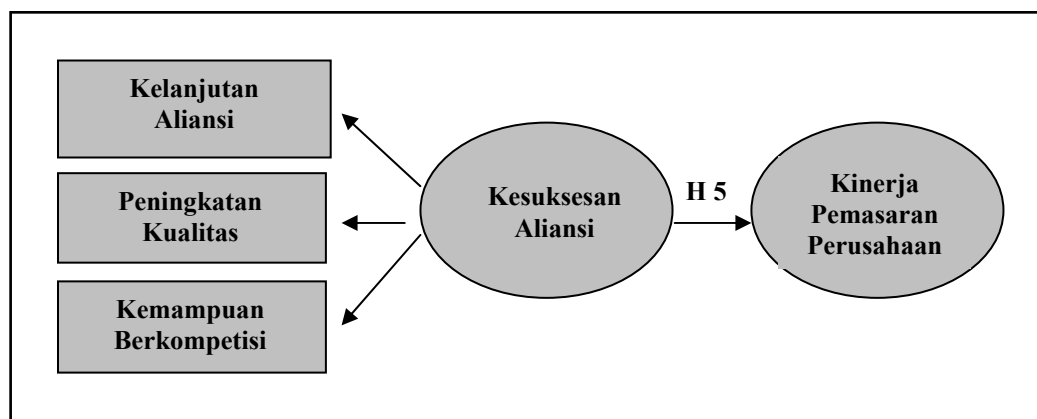 Kelanjutan
Aliansi
Peningkatan
Kualitas
Kemampuan
Berkompetisi
Kesuksesan
Aliansi
H 5
Kinerja
Pemasaran
Perusahaan